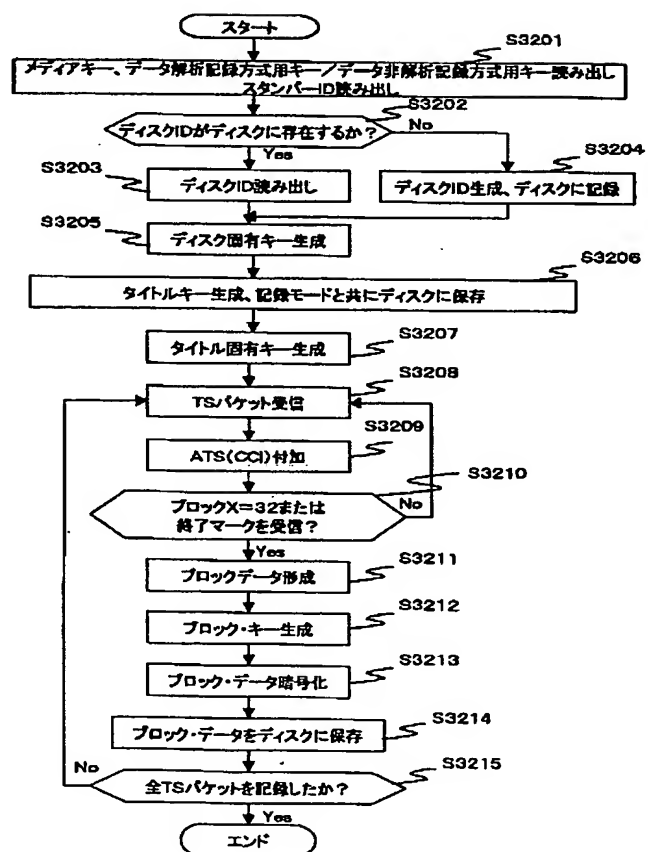 スタート
S3201
メディアキー、データ解析記録方式用キー/データ非解析記録方式用キー読み出し
スタンパーID読み出し
S3202
ディスクIDがディスクに存在するか?
No
Yes
S3203
ディスクID読み出し
S3204
ディスクID生成、ディスクに記録
S3205
ディスク固有キー生成
S3206
タイトルキー生成、記録モードと共にディスクに保存
S3207
タイトル固有キー生成
S3208
TSパケット受信
S3209
ATS(CCI)付加
S3210
ブロックX=32または
終了マークを受信?
No
Yes
S3211
ブロックデータ形成
S3212
ブロック・キー生成
S3213
ブロック・データ暗号化
S3214
ブロック・データをディスクに保存
No
S3215
全TSパケットを記録したか?
Yes
エンド